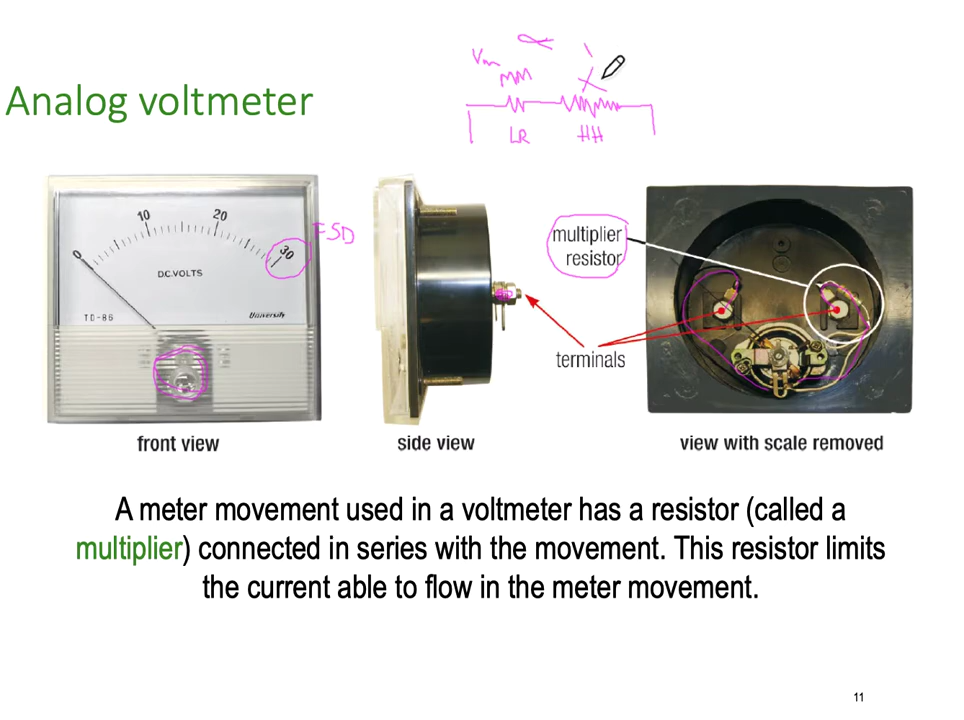 Analog voltmeter
Vm
LR
HH
0
10
20
30
FSD
D.C.VOLTS
TD-86
University
multiplier
resistor
terminals
front view
side view
view with scale removed
A meter movement used in a voltmeter has a resistor (called a
multiplier) connected in series with the movement. This resistor limits
the current able to flow in the meter movement.
11